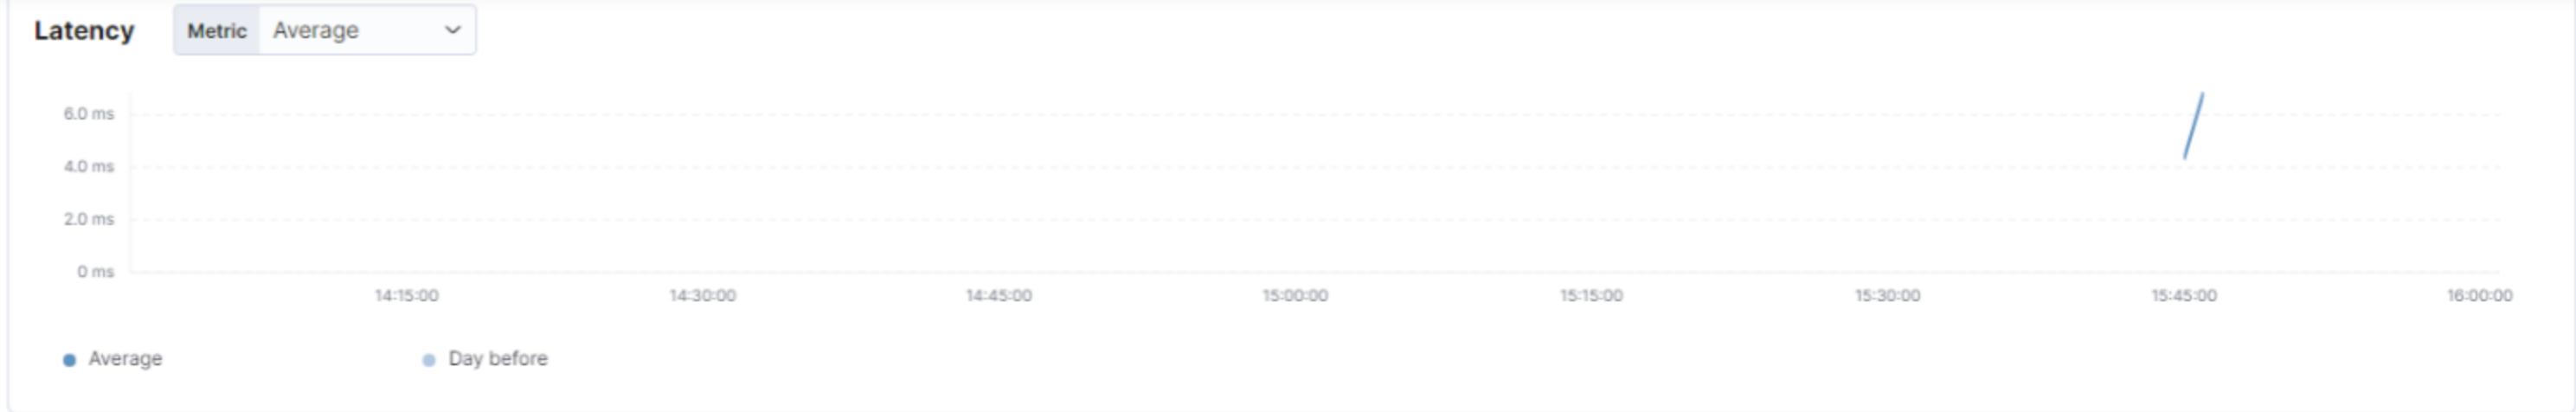 Latency Metric Average
6.0 ms
4.0 ms
2.0 ms
0 ms
14:15:00 14:30:00 14:45:00 15:00:00 15:15:00 15:30:00 15:45:00 16:00:00
Average Day before